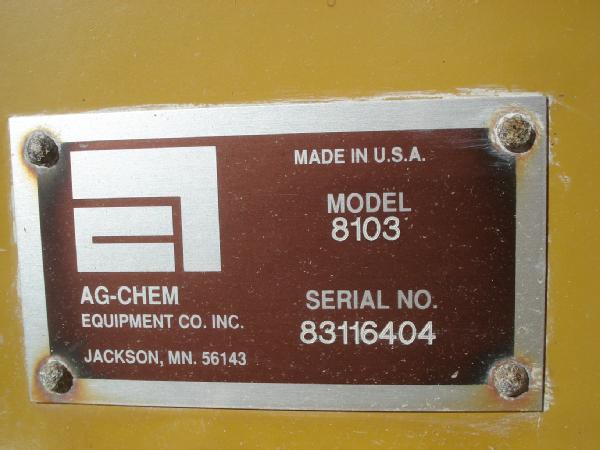 MADE IN U.S.A.
MODEL
8103
AG-CHEM
EQUIPMENT CO. INC.
JACKSON, MN. 56143
SERIAL NO.
83116404